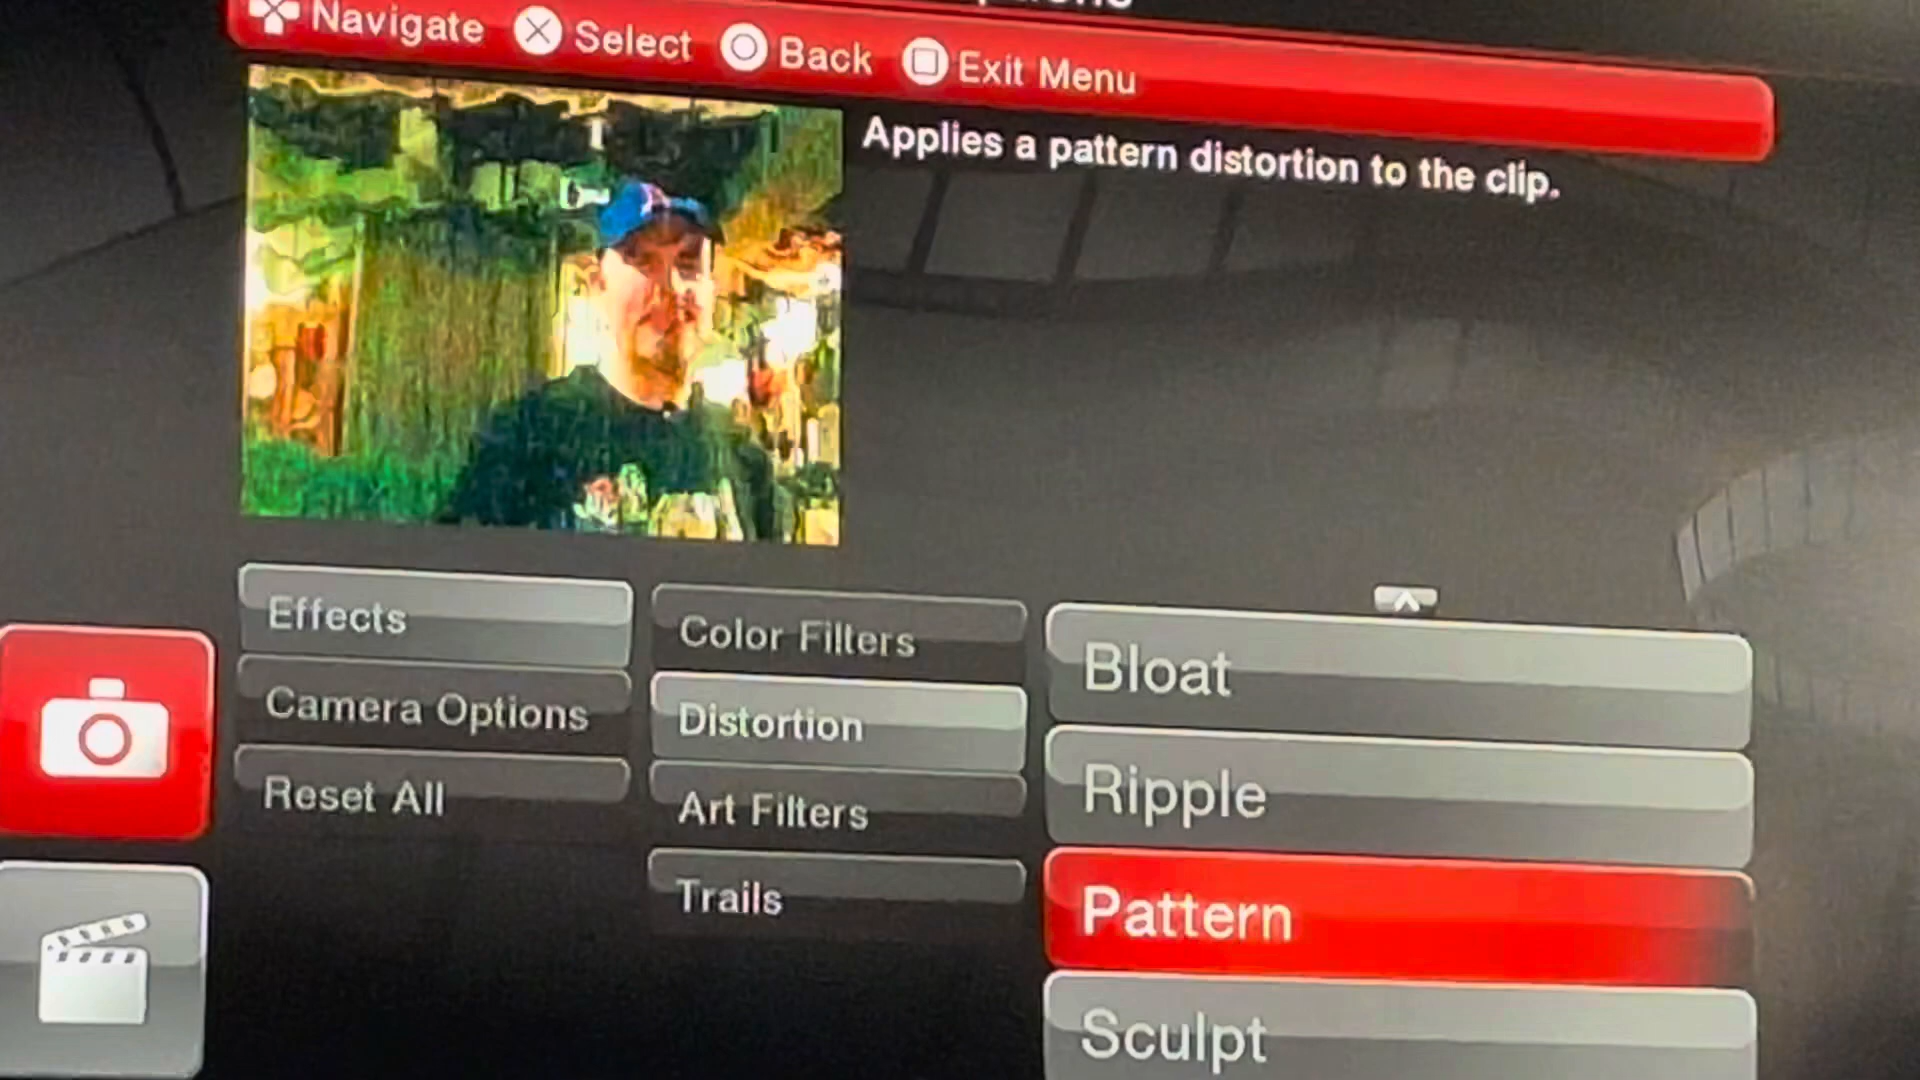 Navigate Select Back Exit Menu
Applies a pattern distortion to the clip.
Effects
Camera Options
Reset All
Color Filters
Distortion
Art Filters
Trails
Bloat
Ripple
Pattern
Sculpt